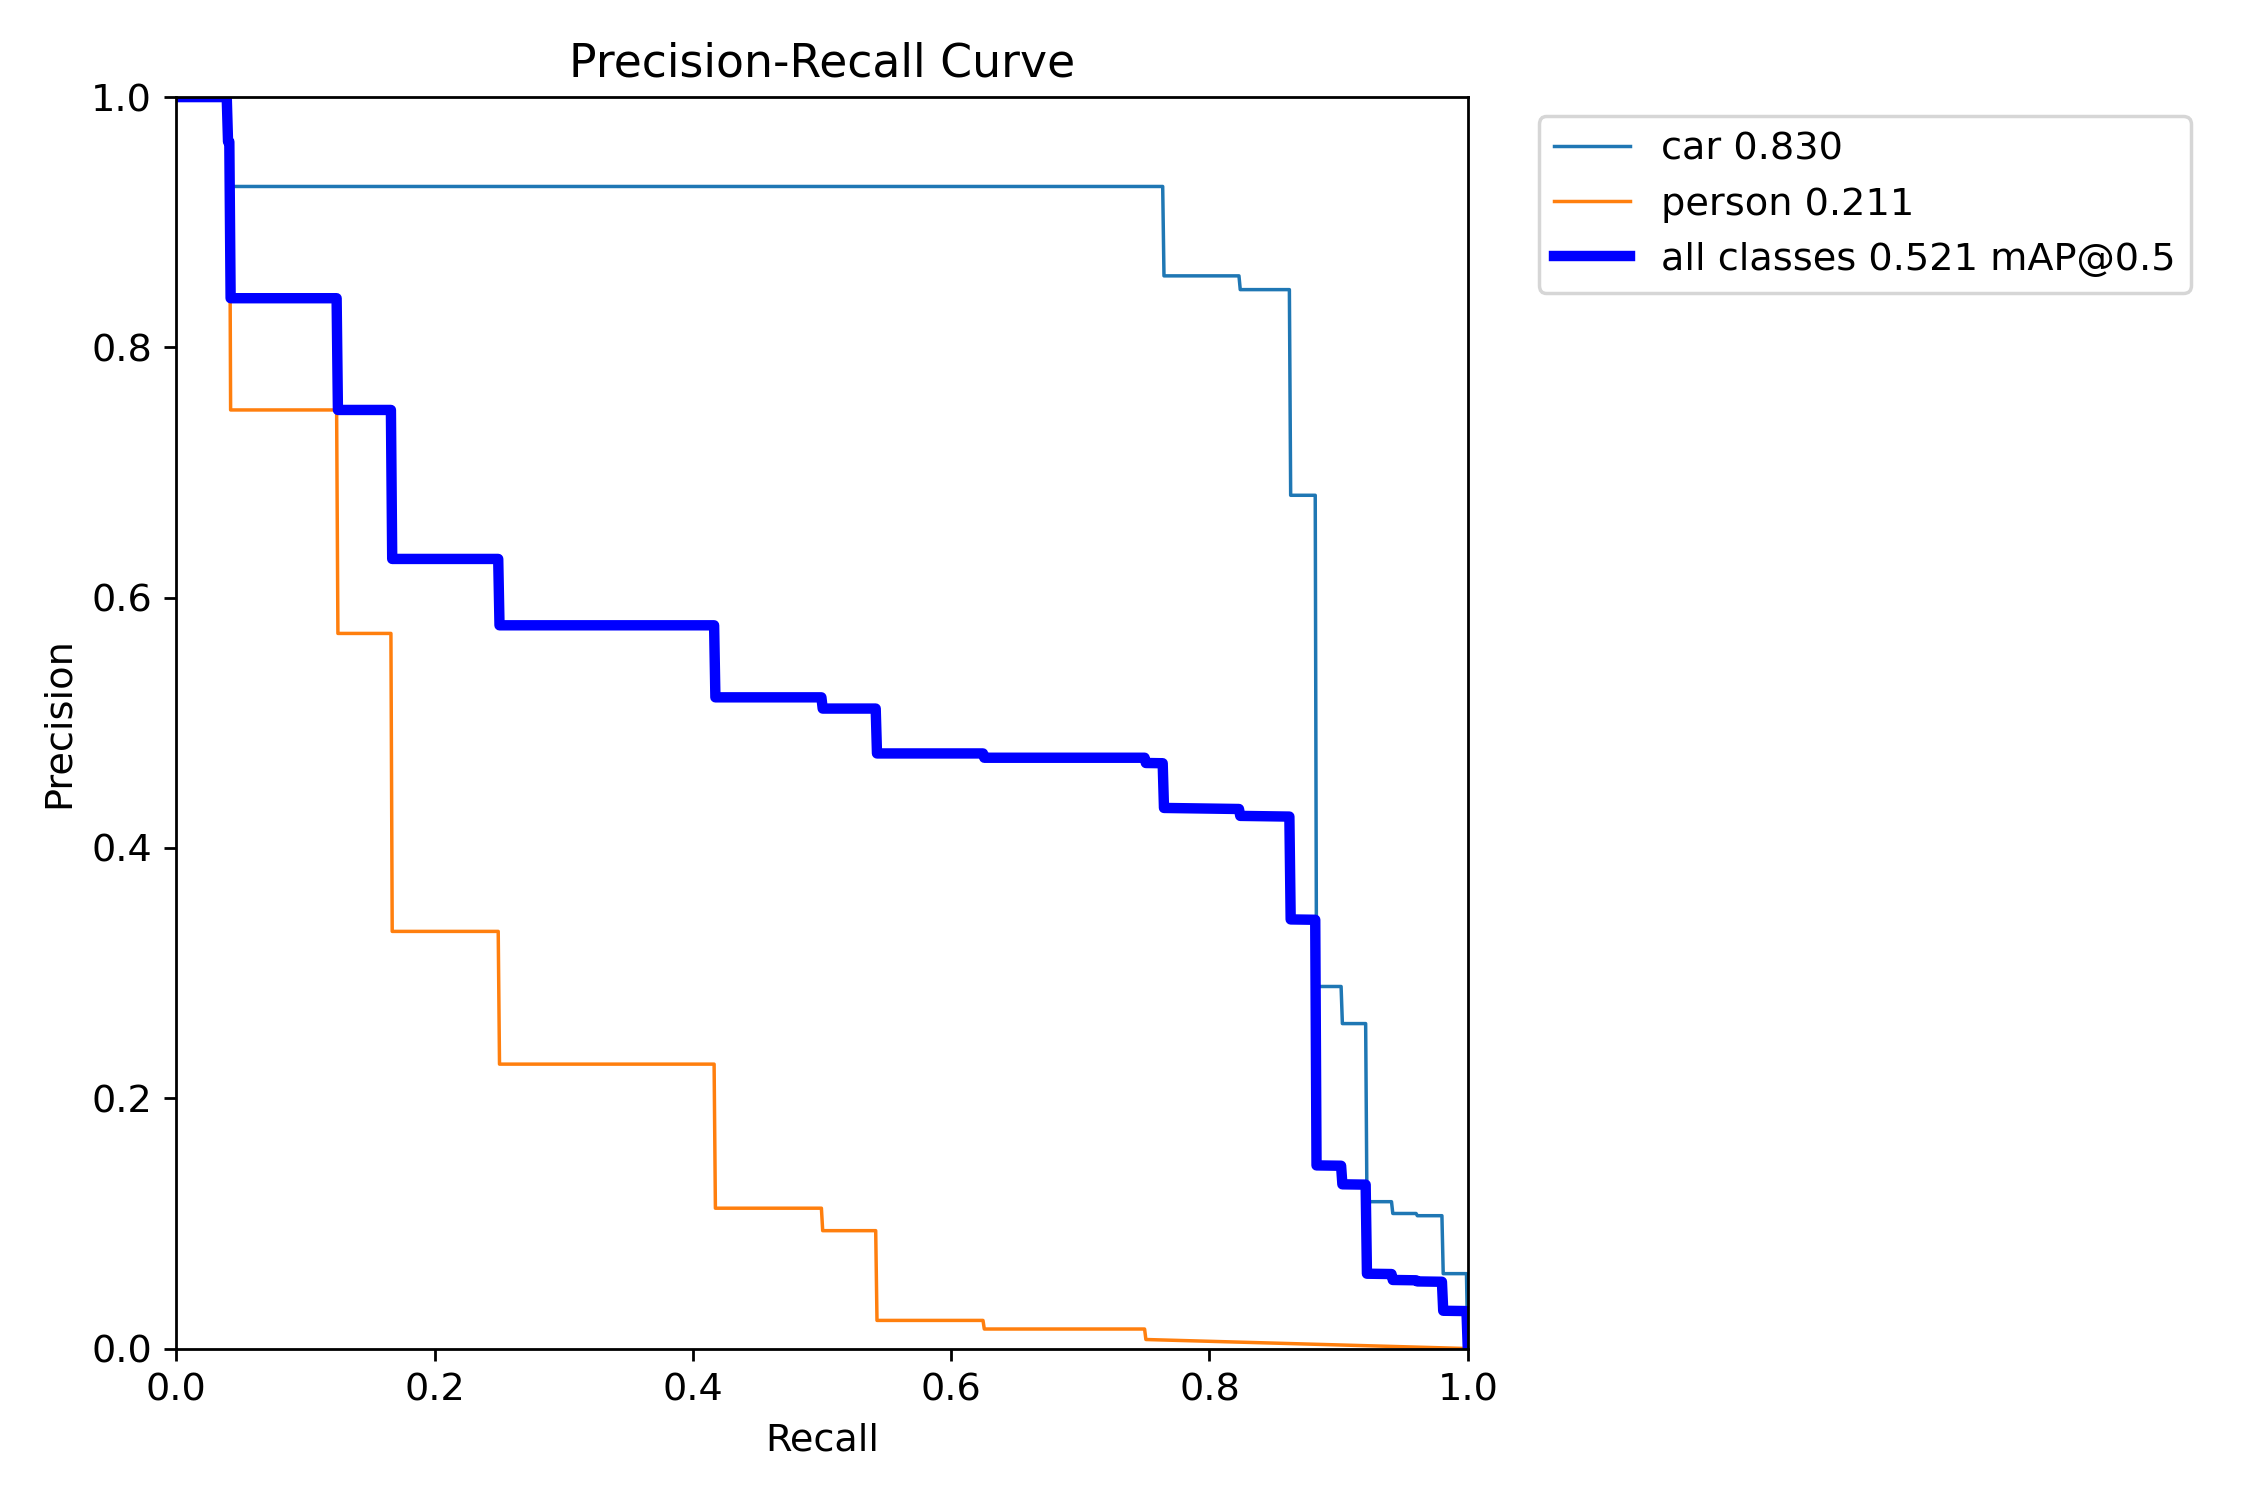 Precision-Recall Curve
1.0
0.8
0.6
0.4
0.2
0.0
Precision
0.0 0.2 0.4 0.6 0.8 1.0
Recall
car 0.830
person 0.211
all classes 0.521 mAP@0.5